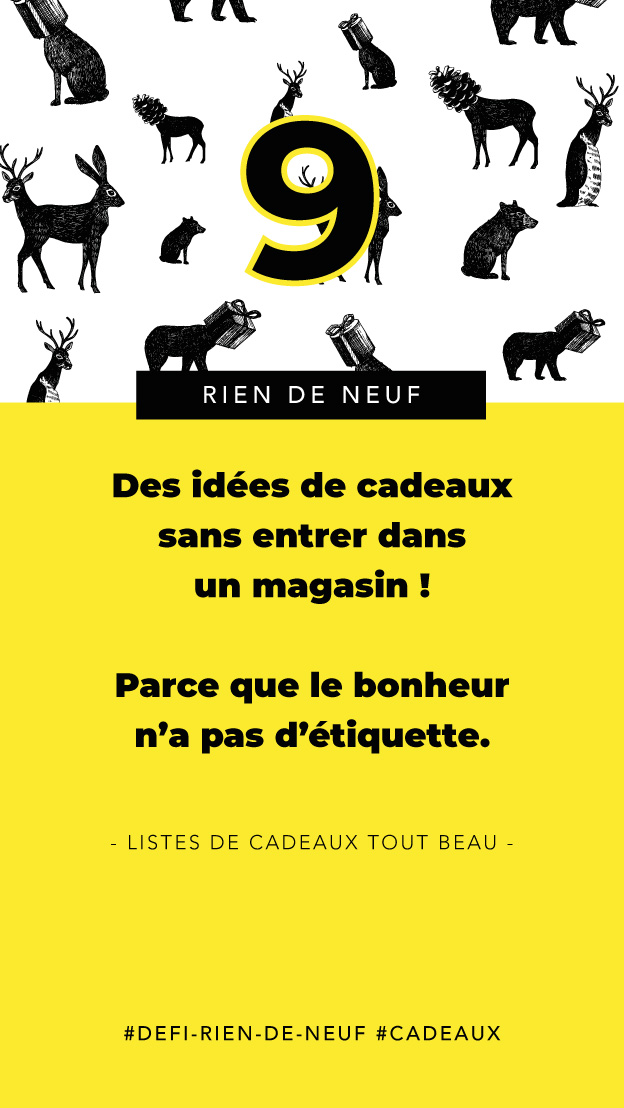 9
RIEN DE NEUF
Des idées de cadeaux
sans entrer dans
un magasin !
Parce que le bonheur
n’a pas d’étiquette.
- LISTES DE CADEAUX TOUT BEAU -
#DEFI-RIEN-DE-NEUF #CADEAUX